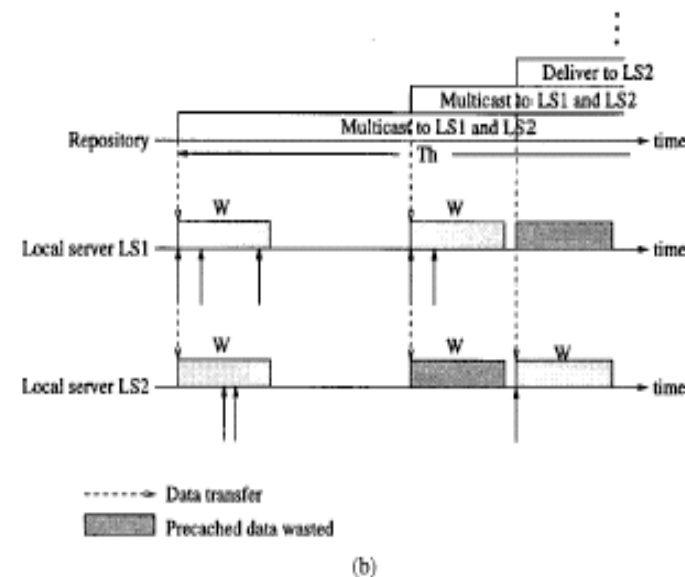 Deliver to LS2
Multicast to LS1 and LS2
Multicast to LS1 and LS2
Repository
time
Th
W
W
Local server LS1
time
W
W
W
Local server LS2
time
Data transfer
Precached data wasted
(b)